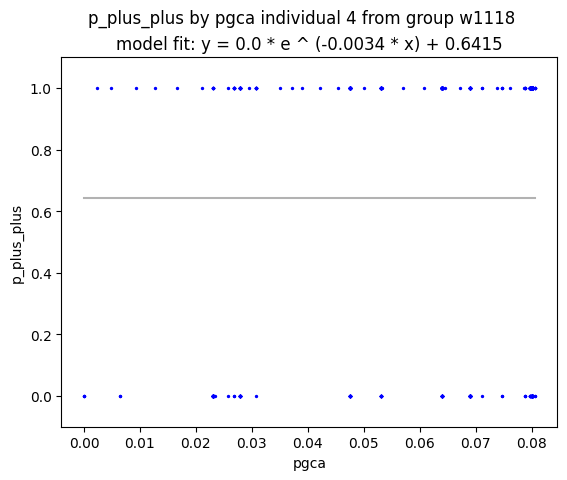 p_plus_plus by pgca individual 4 from group w1118
model fit: y = 0.0 * e ^ (-0.0034 * x) + 0.6415
1.0
0.8
0.6
0.4
0.2
0.0
p_plus_plus
0.00 0.01 0.02 0.03 0.04 0.05 0.06 0.07 0.08
pgca